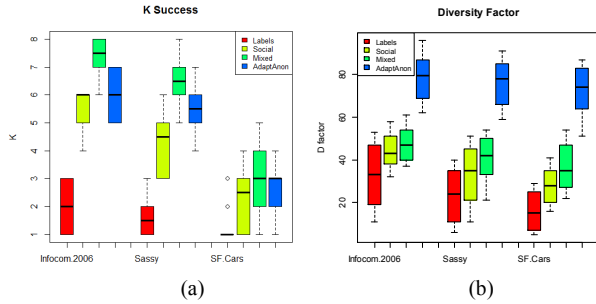 K Success
8
7
6
5
4
3
2
1
K
Labels
Social
Mixed
AdaptAnon
Infocom.2006
Sassy
SF.Cars
(a)
Diversity Factor
80
60
40
20
D factor
Labels
Social
Mixed
AdaptAnon
Infocom.2006
Sassy
SF.Cars
(b)